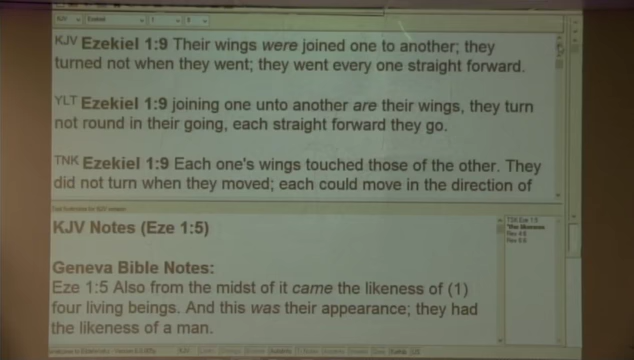 KJV Ezekiel 1:9 Their wings were joined one to another; they
turned not when they went; they went every one straight forward.
YLT Ezekiel 1:9 joining one unto another are their wings, they turn
not round in their going, each straight forward they go.
TNK Ezekiel 1:9 Each one's wings touched those of the other. They
did not turn when they moved; each could move in the direction of
KJV Notes (Eze 1:5)
TSK Eze 1:5
Geneva Bible Notes:
Eze 1:5 Also from the midst of it came the likeness of (1)
four living beings. And this was their appearance; they had
the likeness of a man.